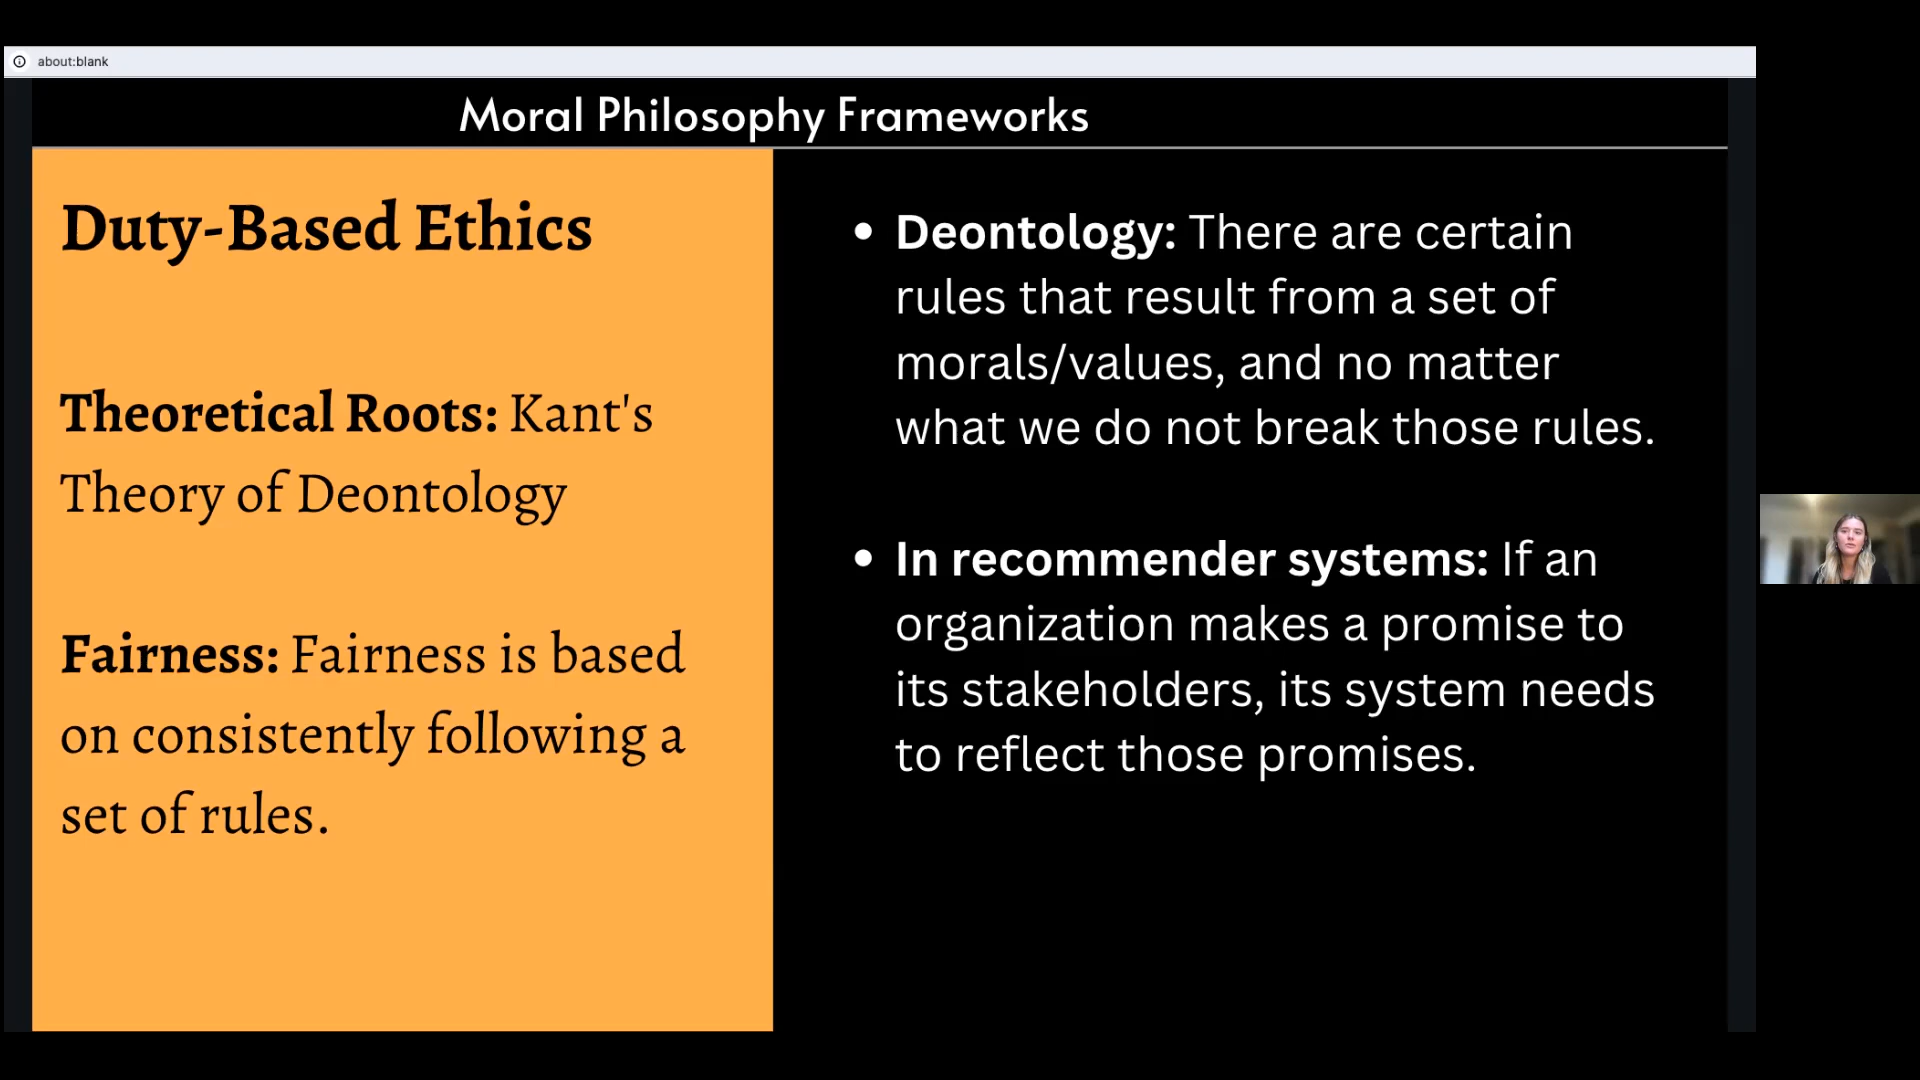 about:blank
Moral Philosophy Frameworks
Duty-Based Ethics
Theoretical Roots: Kant's
Theory of Deontology
Fairness: Fairness is based
on consistently following a
set of rules.
• Deontology: There are certain
rules that result from a set of
morals/values, and no matter
what we do not break those rules.
• In recommender systems: If an
organization makes a promise to
its stakeholders, its system needs
to reflect those promises.